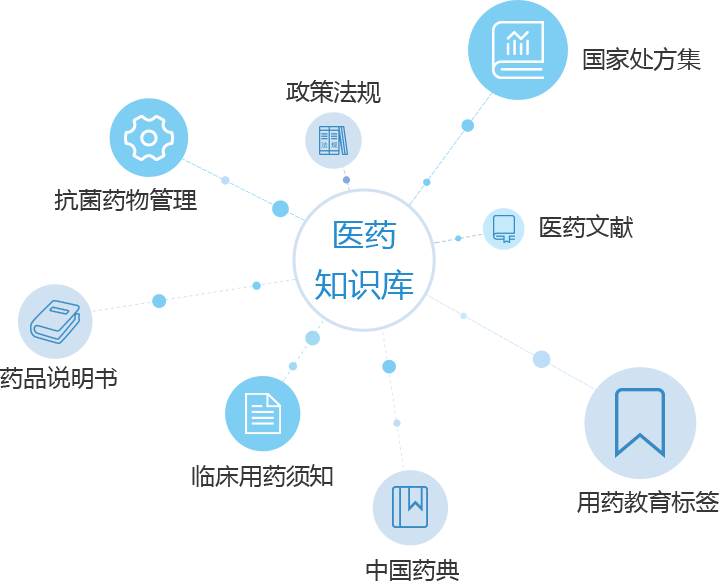 国家处方集
政策法规
法 规
抗菌药物管理
医药
知识库
医药文献
药品说明书
临床用药须知
用药教育标签
中国药典